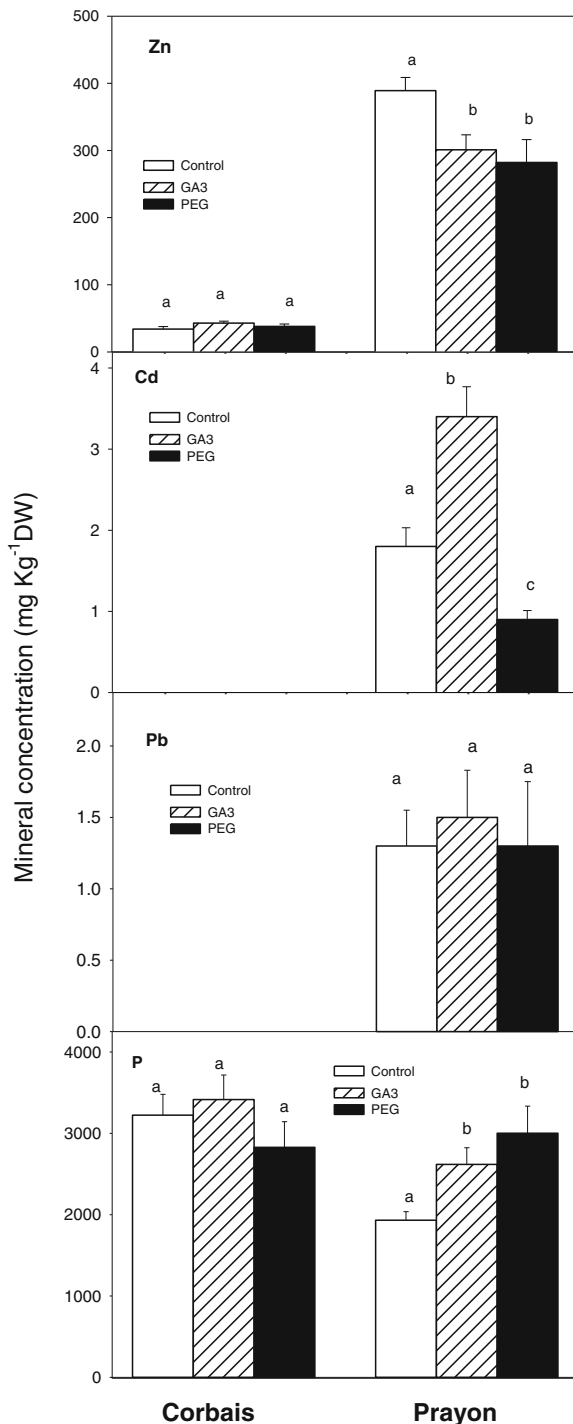 Mineral concentration (mg Kg-1DW)
500
400
300
200
100
0
Zn
Control
GA3
PEG
a a a
a b b
4
3
2
1
0
Cd
Control
GA3
PEG
a b c
2.0
1.5
1.0
0.5
0.0
Pb
Control
GA3
PEG
a a a
4000
3000
2000
1000
0
P
Control
GA3
PEG
a a a
a b b
Corbais Prayon